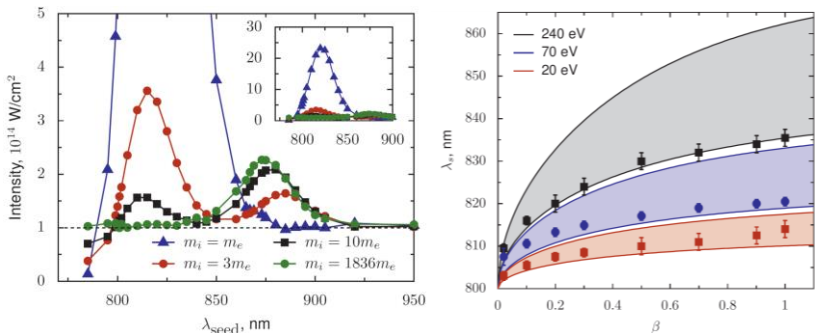 5
4
3
2
1
0
Intensity, 10¹⁴ W/cm²
30
20
10
0
800
850
900
m_i = m_e
m_i = 10m_e
m_i = 3m_e
m_i = 1836m_e
800
850
900
950
λ_seed, nm
860
850
840
830
820
810
800
λ_s, nm
240 eV
70 eV
20 eV
0
0.2
0.4
0.6
0.8
1
β